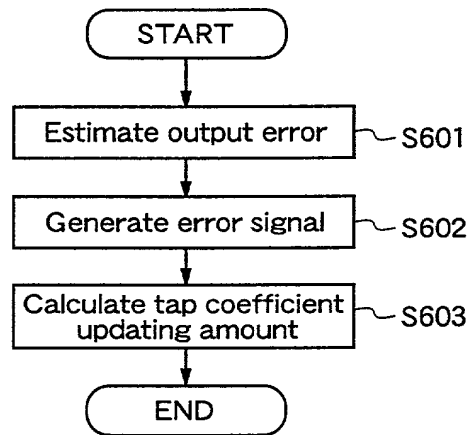 START
Estimate output error
S601
Generate error signal
S602
Calculate tap coefficient
updating amount
S603
END